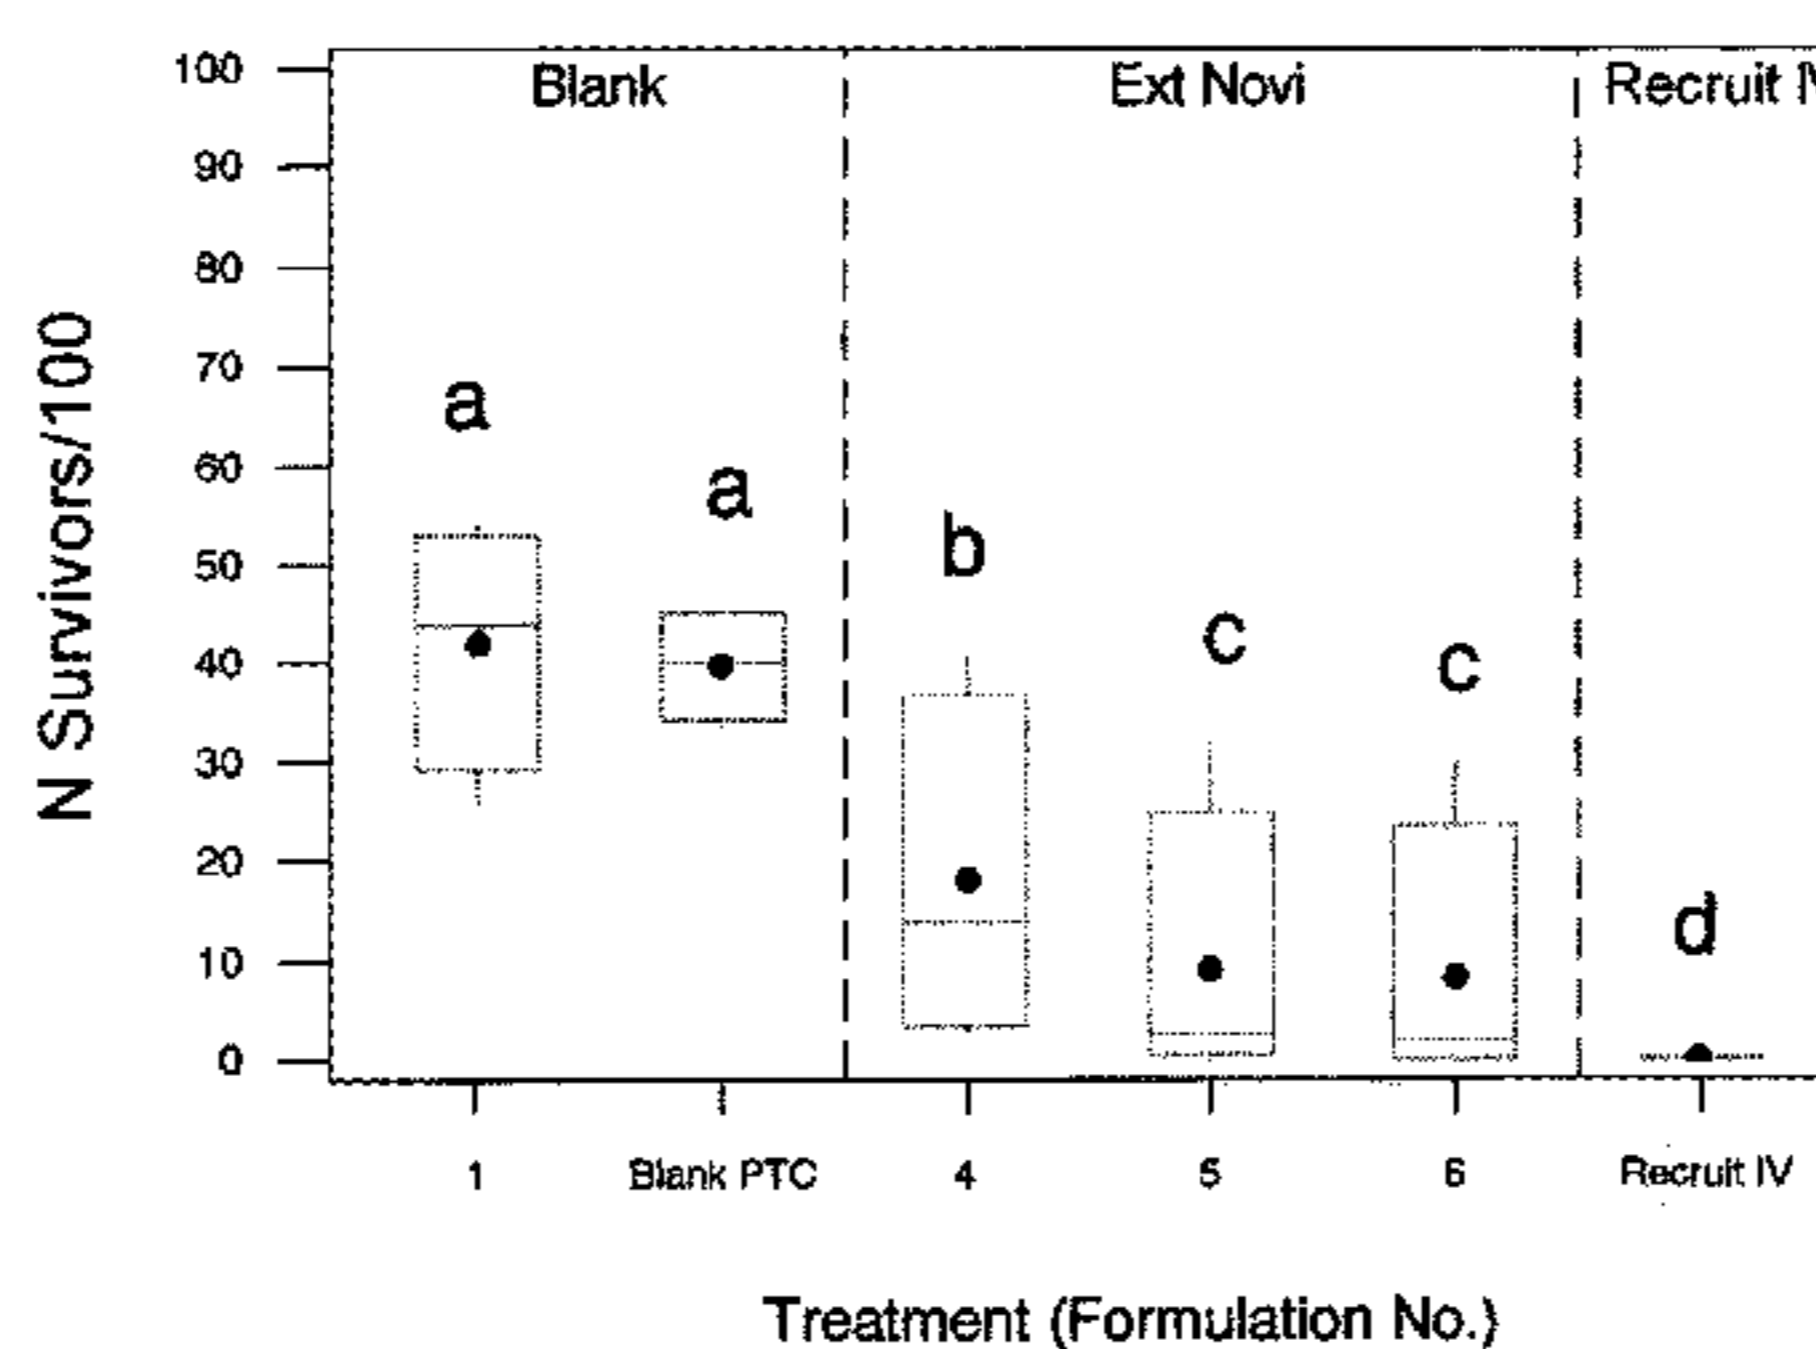 Blank Ext Novi Recruit IV
100
90
80
70
60
50
40
30
20
10
0
N Survivors/100
a
a
b
c
c
d
1 Blank PTC 4 5 6 Recruit IV
Treatment (Formulation No.)